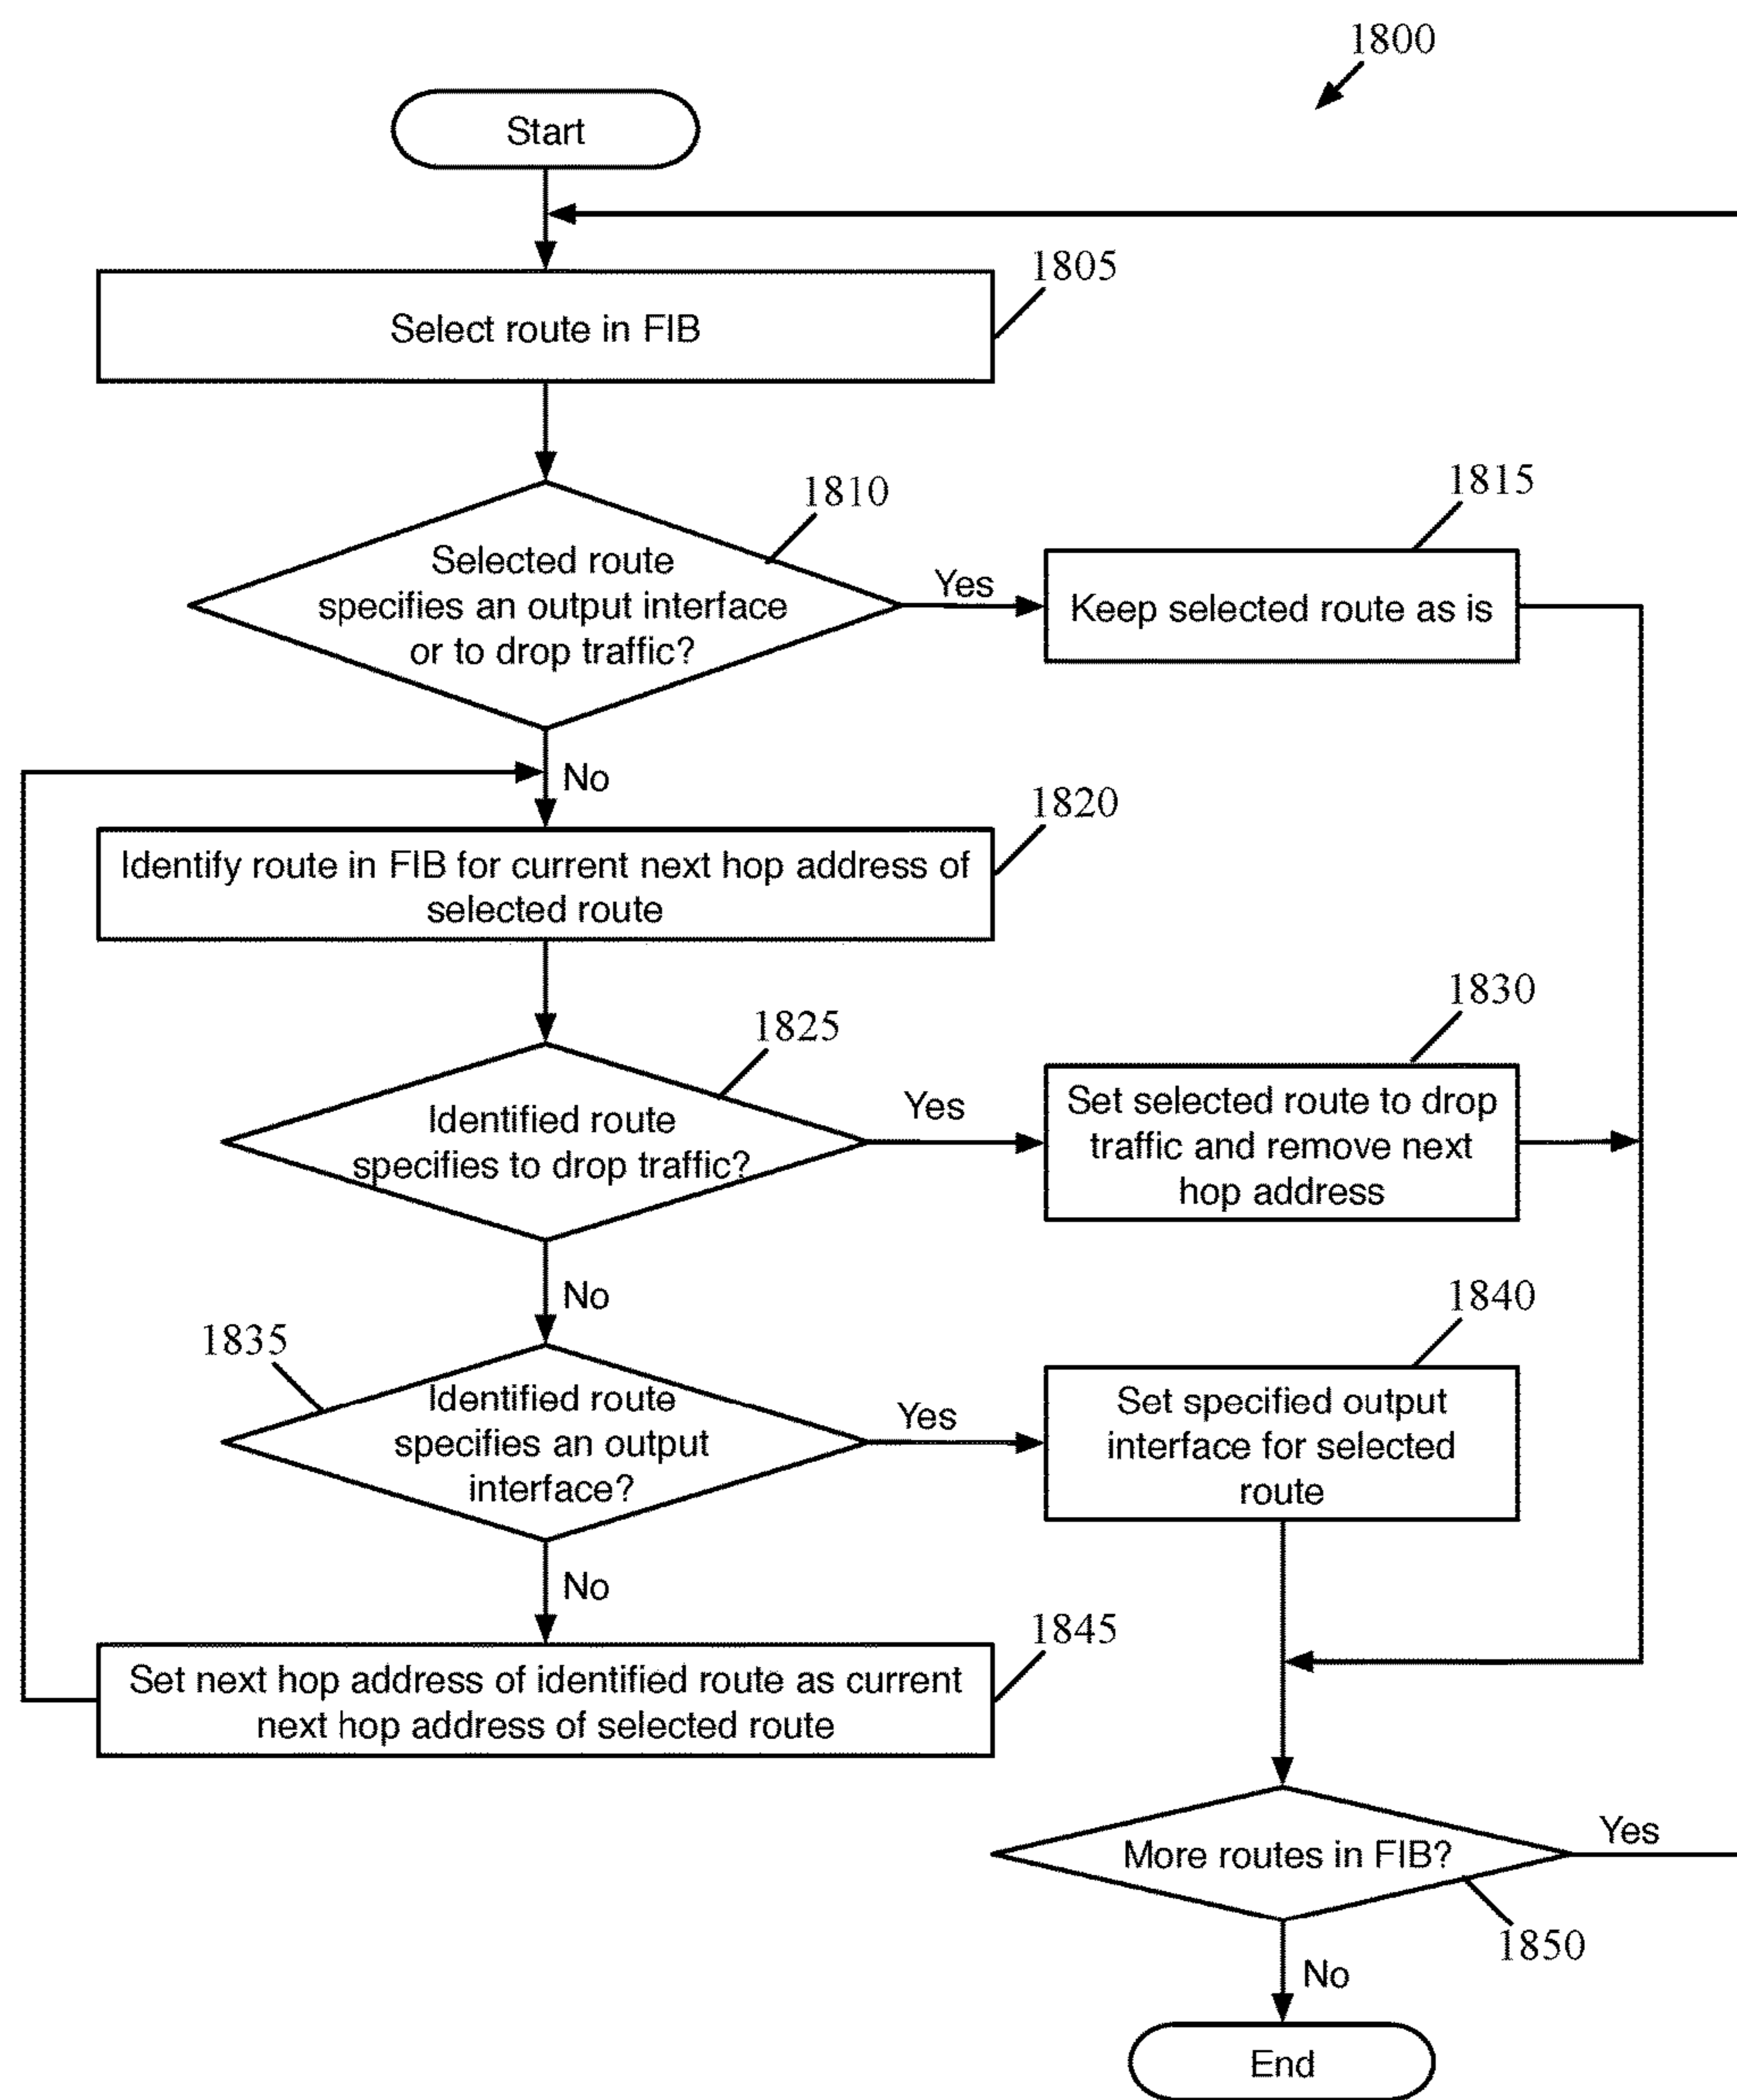 1800
Start
1805
Select route in FIB
1810
Selected route
specifies an output interface
or to drop traffic?
Yes
1815
Keep selected route as is
No
1820
Identify route in FIB for current next hop address of
selected route
1825
Identified route
specifies to drop traffic?
Yes
1830
Set selected route to drop
traffic and remove next
hop address
No
1835
Identified route
specifies an output
interface?
Yes
1840
Set specified output
interface for selected
route
No
1845
Set next hop address of identified route as current
next hop address of selected route
More routes in FIB?
Yes
1850
No
End